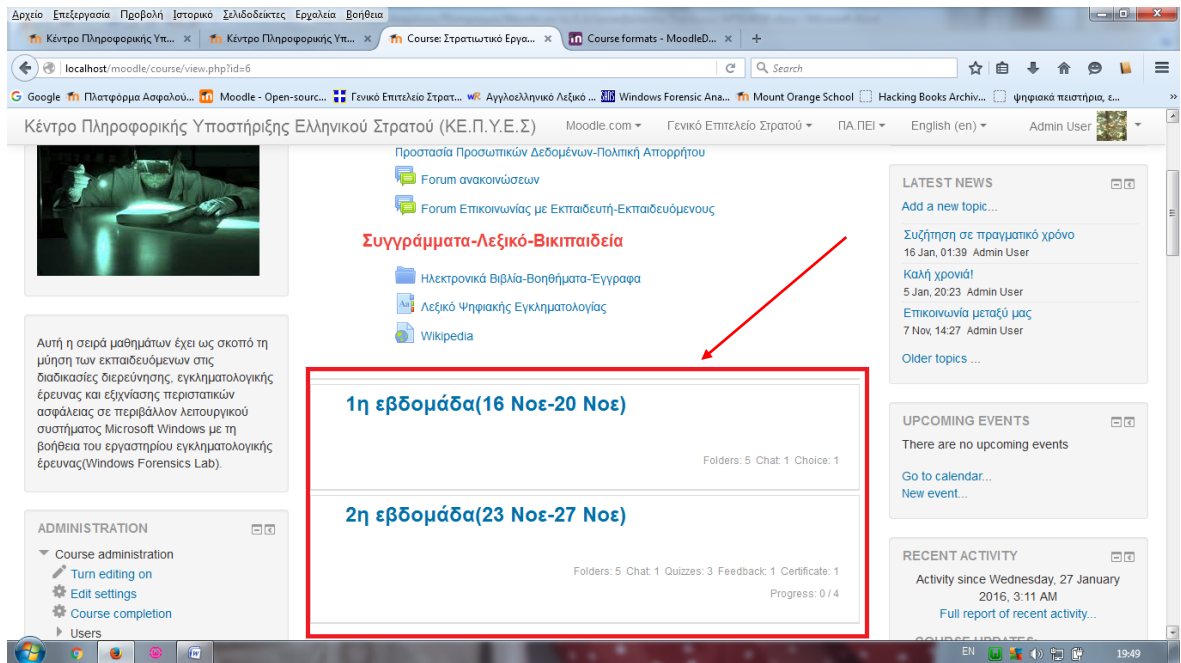 Αρχείο Επεξεργασία Προβολή Ιστορικό Σελιδοδείκτες Εργαλεία Βοήθεια
Κέντρο Πληροφορικής Υπ... × Κέντρο Πληροφορικής Υπ... × Course: Στρατιωτικό Εργα... × Course formats - MoodleD... × +
localhost/moodle/course/view.php?id=6
Search
Google Πλατφόρμα Ασφαλού... Moodle - Open-sourc... Γενικό Επιτελείο Στρατ... Αγγλοελληνικό Λεξικό ... Windows Forensic Ana... Mount Orange School Hacking Books Archiv... ψηφιακά πειστήρια, ε... »
Κέντρο Πληροφορικής Υποστήριξης Ελληνικού Στρατού (ΚΕ.Π.Υ.Ε.Σ) Moodle.com Γενικό Επιτελείο Στρατού ΠΑ.ΠΕΙ English (en) Admin User
Προστασία Προσωπικών Δεδομένων-Πολιτική Απορρήτου
Forum ανακοινώσεων
Forum Επικοινωνίας με Εκπαιδευτή-Εκπαιδευόμενους
Συγγράμματα-Λεξικό-Βικιπαιδεία
Ηλεκτρονικά Βιβλία-Βοηθήματα-Έγγραφα
Λεξικό Ψηφιακής Εγκληματολογίας
Wikipedia
Αυτή η σειρά μαθημάτων έχει ως σκοπό τη
μύηση των εκπαιδευόμενων στις
διαδικασίες διερεύνησης, εγκληματολογικής
έρευνας και εξιχνίασης περιστατικών
ασφάλειας σε περιβάλλον λειτουργικού
συστήματος Microsoft Windows με τη
βοήθεια του εργαστηρίου εγκληματολογικής
έρευνας(Windows Forensics Lab).
ADMINISTRATION
Course administration
Turn editing on
Edit settings
Course completion
Users
1η εβδομάδα(16 Νοε-20 Νοε)
Folders: 5 Chat: 1 Choice: 1
2η εβδομάδα(23 Νοε-27 Νοε)
Folders: 5 Chat: 1 Quizzes: 3 Feedback: 1 Certificate: 1
Progress: 0 / 4
LATEST NEWS
Add a new topic...
Συζήτηση σε πραγματικό χρόνο
16 Jan, 01:39 Admin User
Καλή χρονιά!
5 Jan, 20:23 Admin User
Επικοινωνία μεταξύ μας
7 Nov, 14:27 Admin User
Older topics ...
UPCOMING EVENTS
There are no upcoming events
Go to calendar...
New event...
RECENT ACTIVITY
Activity since Wednesday, 27 January
2016, 3:11 AM
Full report of recent activity...
COURSE UPDATES:
EN 19:49